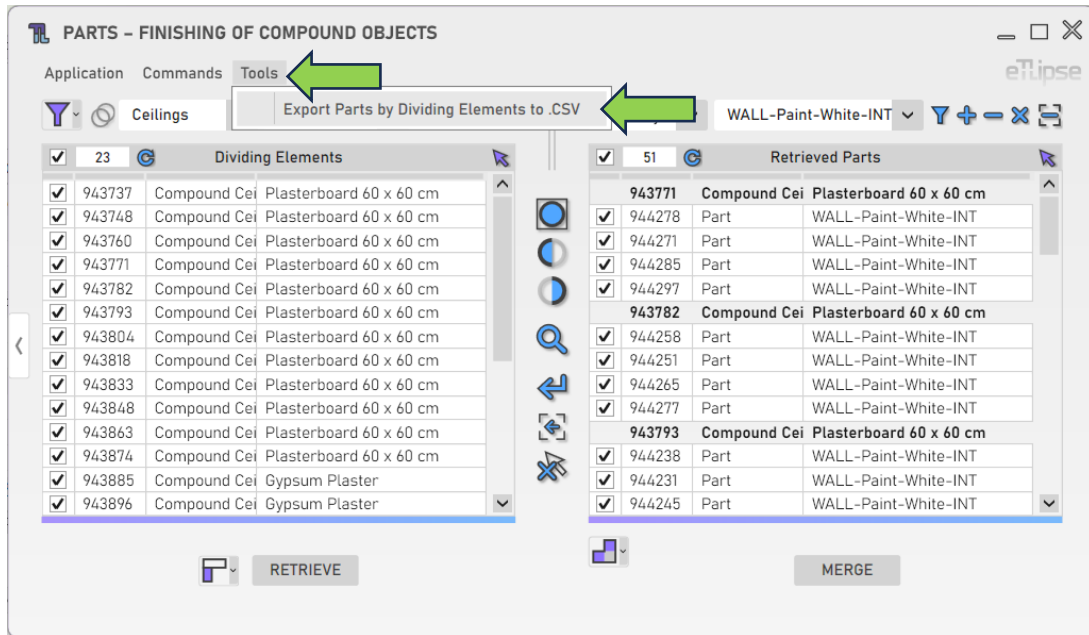 PARTS – FINISHING OF COMPOUND OBJECTS
Application Commands Tools
eTLipse
Export Parts by Dividing Elements to .CSV
Ceilings
WALL-Paint-White-INT
23 Dividing Elements
943737 Compound Cei Plasterboard 60 x 60 cm
943748 Compound Cei Plasterboard 60 x 60 cm
943760 Compound Cei Plasterboard 60 x 60 cm
943771 Compound Cei Plasterboard 60 x 60 cm
943782 Compound Cei Plasterboard 60 x 60 cm
943793 Compound Cei Plasterboard 60 x 60 cm
943804 Compound Cei Plasterboard 60 x 60 cm
943818 Compound Cei Plasterboard 60 x 60 cm
943833 Compound Cei Plasterboard 60 x 60 cm
943848 Compound Cei Plasterboard 60 x 60 cm
943863 Compound Cei Plasterboard 60 x 60 cm
943874 Compound Cei Plasterboard 60 x 60 cm
943885 Compound Cei Gypsum Plaster
943896 Compound Cei Gypsum Plaster
51 Retrieved Parts
943771 Compound Cei Plasterboard 60 x 60 cm
944278 Part WALL-Paint-White-INT
944271 Part WALL-Paint-White-INT
944285 Part WALL-Paint-White-INT
944297 Part WALL-Paint-White-INT
943782 Compound Cei Plasterboard 60 x 60 cm
944258 Part WALL-Paint-White-INT
944251 Part WALL-Paint-White-INT
944265 Part WALL-Paint-White-INT
944277 Part WALL-Paint-White-INT
943793 Compound Cei Plasterboard 60 x 60 cm
944238 Part WALL-Paint-White-INT
944231 Part WALL-Paint-White-INT
944245 Part WALL-Paint-White-INT
RETRIEVE
MERGE